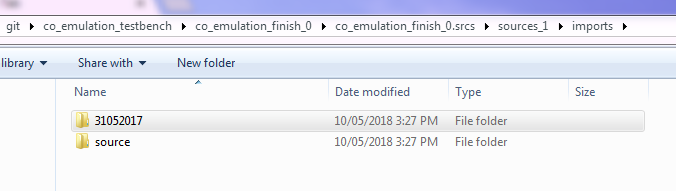 git co_emulation_testbench co_emulation_finish_0 co_emulation_finish_0.srcs sources_1 imports
library Share with New folder
Name Date modified Type
31052017 10/05/2018 3:27 PM File folder
source 10/05/2018 3:27 PM File folder